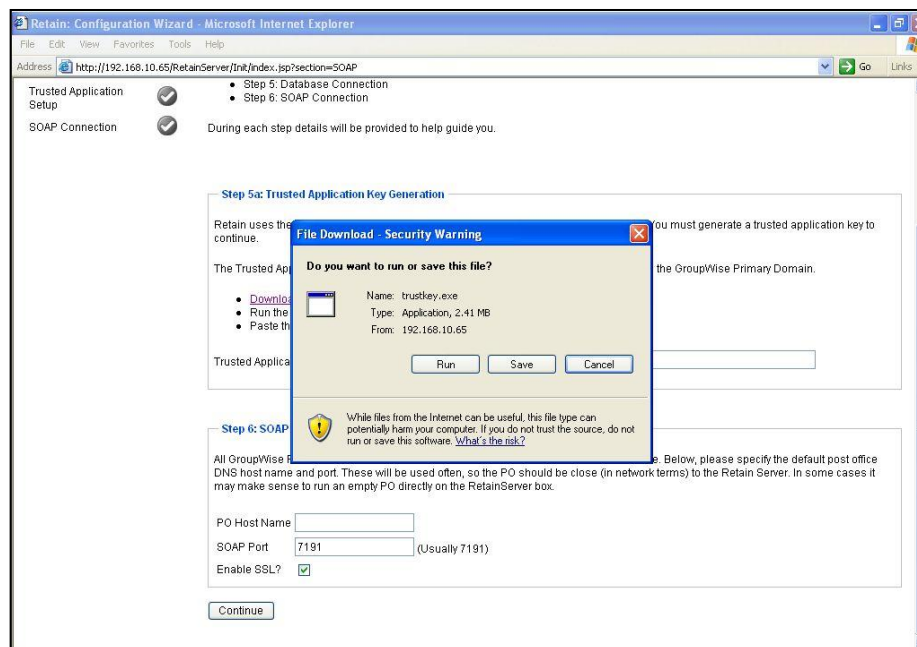 Retain: Configuration Wizard - Microsoft Internet Explorer
File Edit View Favorites Tools Help
Address http://192.168.10.65/RetainServer/Init/index.jsp?section=SOAP Go Links
Trusted Application Setup
SOAP Connection
• Step 5: Database Connection
• Step 6: SOAP Connection
During each step details will be provided to help guide you.
Step 5a: Trusted Application Key Generation
Retain uses the You must generate a trusted application key to
continue.
The Trusted App the GroupWise Primary Domain.
• Downloa
• Run the
• Paste th
Trusted Applica
File Download - Security Warning
Do you want to run or save this file?
Name: trustkey.exe
Type: Application, 2.41 MB
From: 192.168.10.65
Run Save Cancel
While files from the Internet can be useful, this file type can
potentially harm your computer. If you do not trust the source, do not
run or save this software. What's the risk?
Step 6: SOAP
All GroupWise e. Below, please specify the default post office
DNS host name and port. These will be used often, so the PO should be close (in network terms) to the Retain Server. In some cases it
may make sense to run an empty PO directly on the RetainServer box.
PO Host Name
SOAP Port 7191 (Usually 7191)
Enable SSL?
Continue